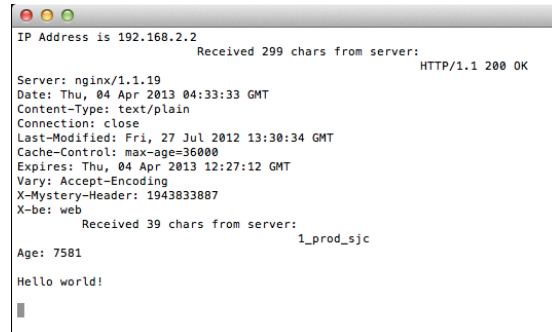 IP Address is 192.168.2.2
Received 299 chars from server:
HTTP/1.1 200 OK
Server: nginx/1.1.19
Date: Thu, 04 Apr 2013 04:33:33 GMT
Content-Type: text/plain
Connection: close
Last-Modified: Fri, 27 Jul 2012 13:30:34 GMT
Cache-Control: max-age=36000
Expires: Thu, 04 Apr 2013 12:27:12 GMT
Vary: Accept-Encoding
X-Mystery-Header: 1943833887
X-be: web
Received 39 chars from server:
1_prod_sjc
Age: 7581
Hello world!